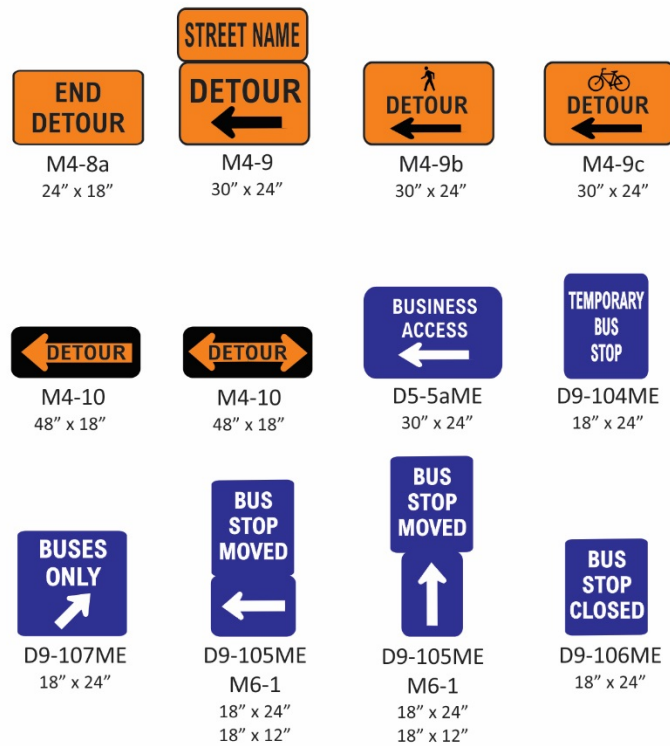 END
DETOUR
M4-8a
24” x 18”
STREET NAME
DETOUR
M4-9
30” x 24”
DETOUR
M4-9b
30” x 24”
DETOUR
M4-9c
30” x 24”
DETOUR
M4-10
48” x 18”
DETOUR
M4-10
48” x 18”
BUSINESS
ACCESS
D5-5aME
30” x 24”
TEMPORARY
BUS
STOP
D9-104ME
18” x 24”
BUSES
ONLY
D9-107ME
18” x 24”
BUS
STOP
MOVED
D9-105ME
M6-1
18” x 24”
18” x 12”
BUS
STOP
MOVED
D9-105ME
M6-1
18” x 24”
18” x 12”
BUS
STOP
CLOSED
D9-106ME
18” x 24”